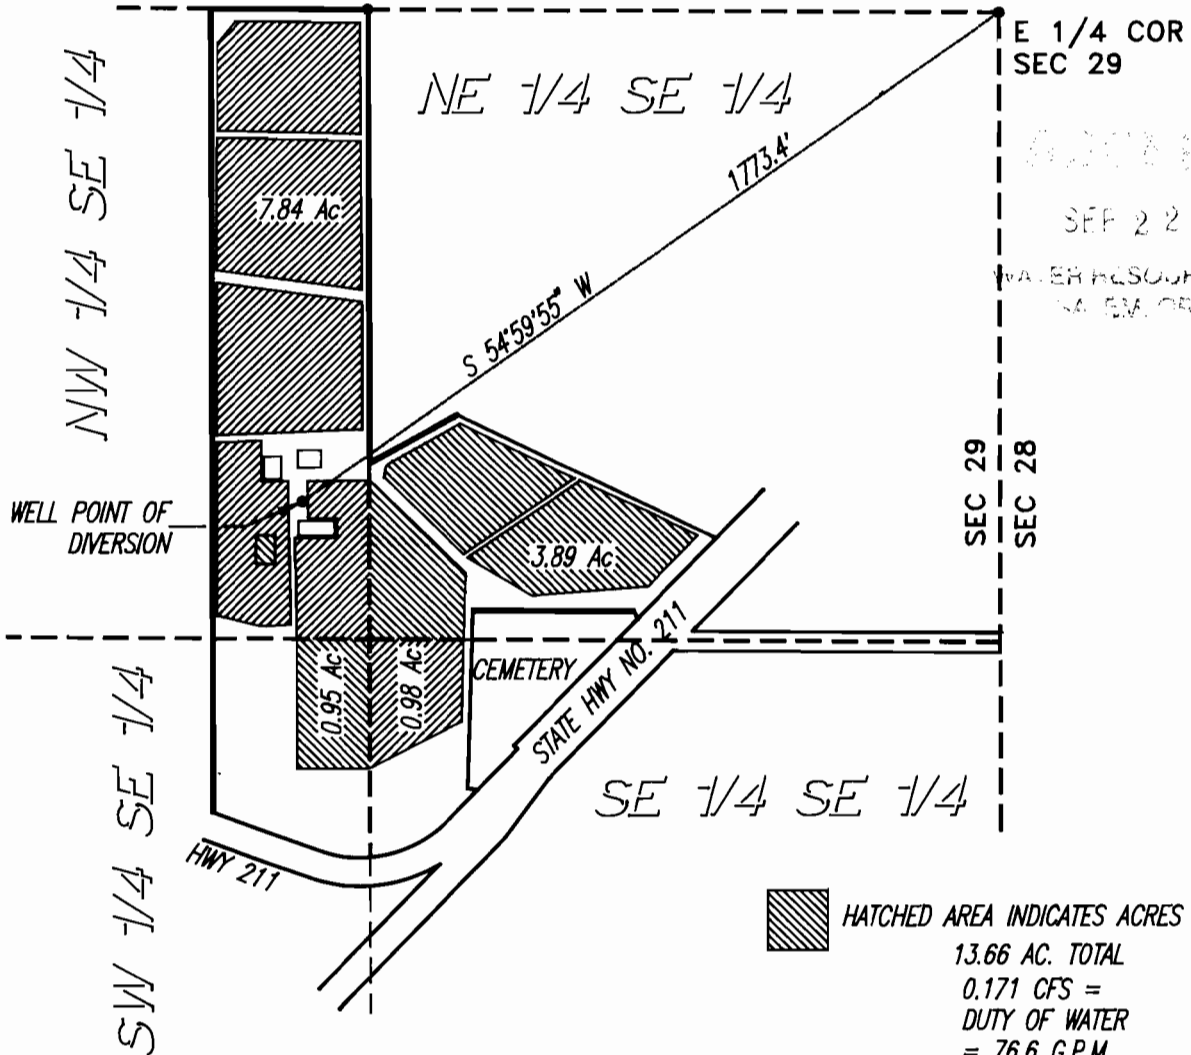 E 1/4 COR
SEC 29
NE 1/4 SE 1/4
NW 1/4 SE 1/4
1773.4'
SEP 2 2
7.84 Ac
S 54°59'55" W
SEC 29
SEC 28
WELL POINT OF
DIVERSION
3.89 Ac
0.95 Ac
0.98 Ac
CEMETERY
STATE HWY NO. 211
SW 1/4 SE 1/4
SE 1/4 SE 1/4
HWY 211
HATCHED AREA INDICATES ACRES
13.66 AC. TOTAL
0.171 CFS =
DUTY OF WATER
= 76.6 G.P.M.